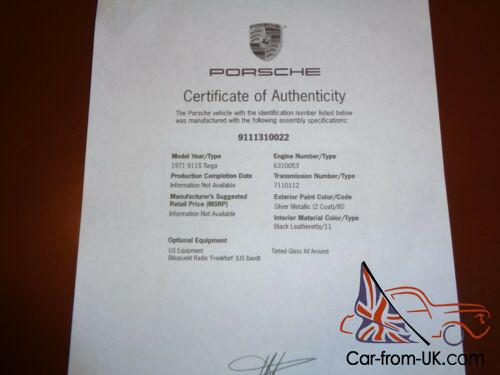 PORSCHE
Certificate of Authenticity
The Porsche vehicle with the identification number listed below
was manufactured with the following assembly specifications:
9111310022
Model Year/Type
1971 911S Targa
Production Completion Date
Information Not Available
Manufacturer's Suggested
Retail Price (MSRP)
Information Not Available
Engine Number/Type
6310053
Transmission Number/Type
7110112
Exterior Paint Color/Code
Silver Metallic (2 Coat)/8D
Interior Material Color/Type
Black Leatherette/11
Optional Equipment
US Equipment
Blaupunkt Radio 'Frankfurt' (US Band)
Tinted Glass All Around
Car-from-UK.com